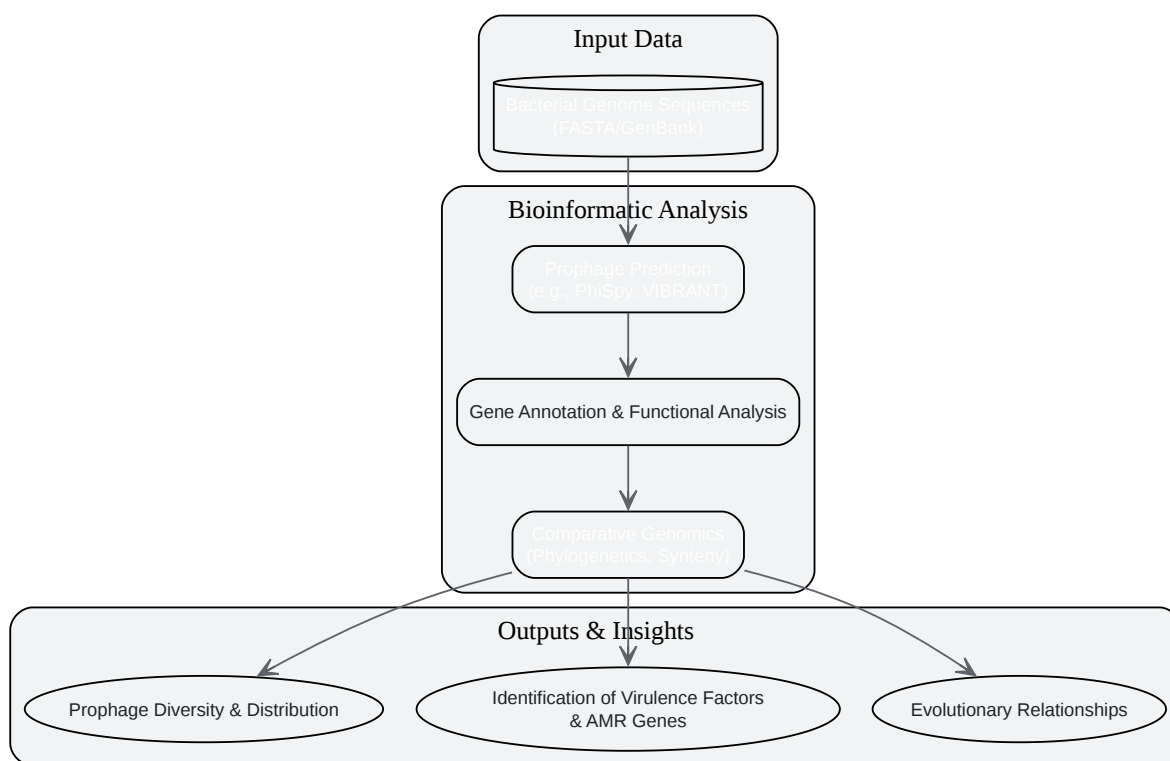 Input Data
Bacterial Genome Sequences
(FASTA/GenBank)
Bioinformatic Analysis
Prophage Prediction
(e.g., PhiSpy, VIBRANT)
Gene Annotation & Functional Analysis
Comparative Genomics
(Phylogenetics, Synteny)
Outputs & Insights
Prophage Diversity & Distribution
Identification of Virulence Factors
& AMR Genes
Evolutionary Relationships